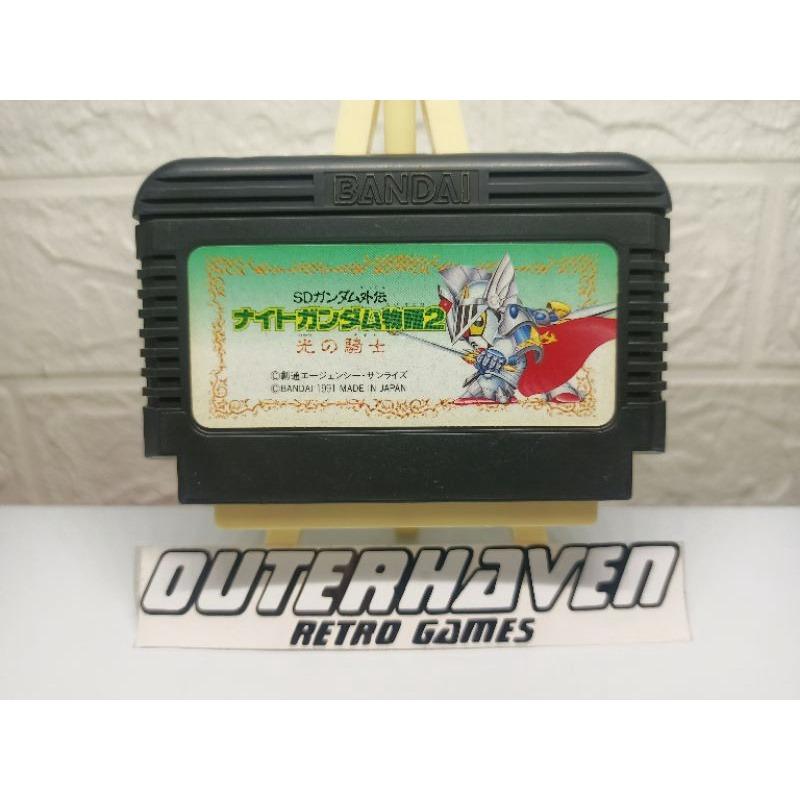 BANDAI
SDガンダム外伝
ナイトガンダム物語2
光の騎士
©創通エージェンシー・サンライズ
©BANDAI 1991 MADE IN JAPAN
OUTERHAVEN
RETRO GAMES